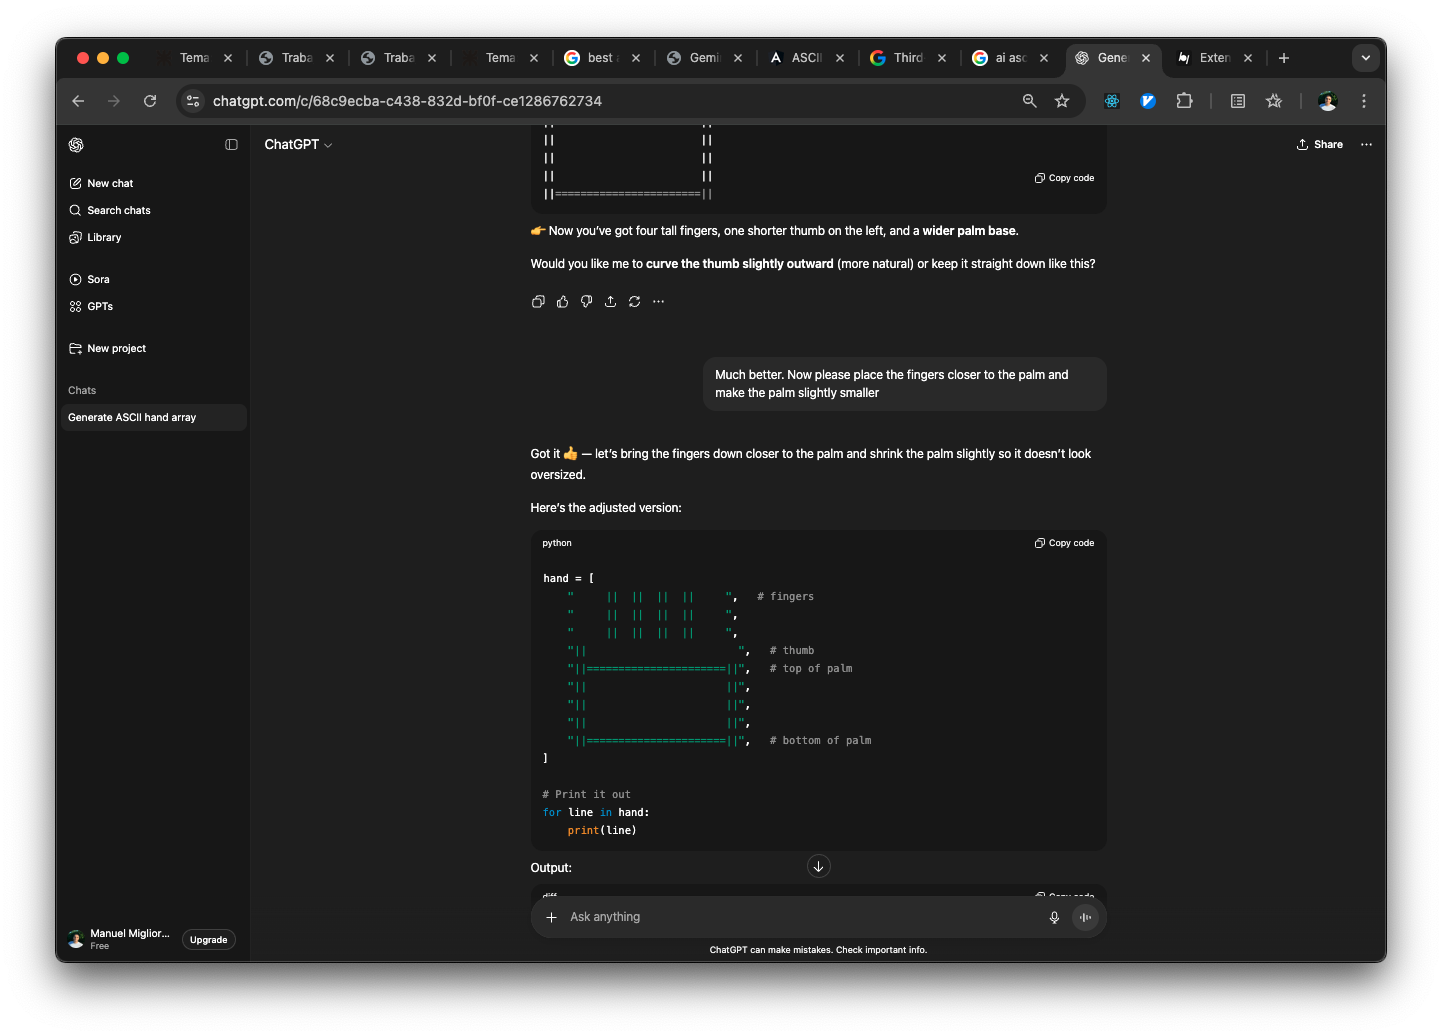 Tema
Traba
Traba
Tema
best
Gemi
ASCII
Third
ai asc
Gene
Exten
chatgpt.com/c/68c9ecba-c438-832d-bf0f-ce1286762734
ChatGPT
Share
New chat
Search chats
Library
Sora
GPTs
New project
Chats
Generate ASCII hand array
Manuel Miglior...
Free
Upgrade
|| ||
|| ||
|| ||
|| ||
||=======================||
Copy code
👉 Now you've got four tall fingers, one shorter thumb on the left, and a wider palm base.
Would you like me to curve the thumb slightly outward (more natural) or keep it straight down like this?
Much better. Now please place the fingers closer to the palm and
make the palm slightly smaller
Got it 👍 — let's bring the fingers down closer to the palm and shrink the palm slightly so it doesn't look
oversized.
Here's the adjusted version:
python
Copy code
hand = [
    "     ||  ||  ||  ||     ",   # fingers
    "     ||  ||  ||  ||     ",
    "     ||  ||  ||  ||     ",
    "||                        ",   # thumb
    "||======================||",   # top of palm
    "||                      ||",
    "||                      ||",
    "||                      ||",
    "||======================||",   # bottom of palm
]
# Print it out
for line in hand:
    print(line)
Output:
diff
Copy code
Ask anything
ChatGPT can make mistakes. Check important info.